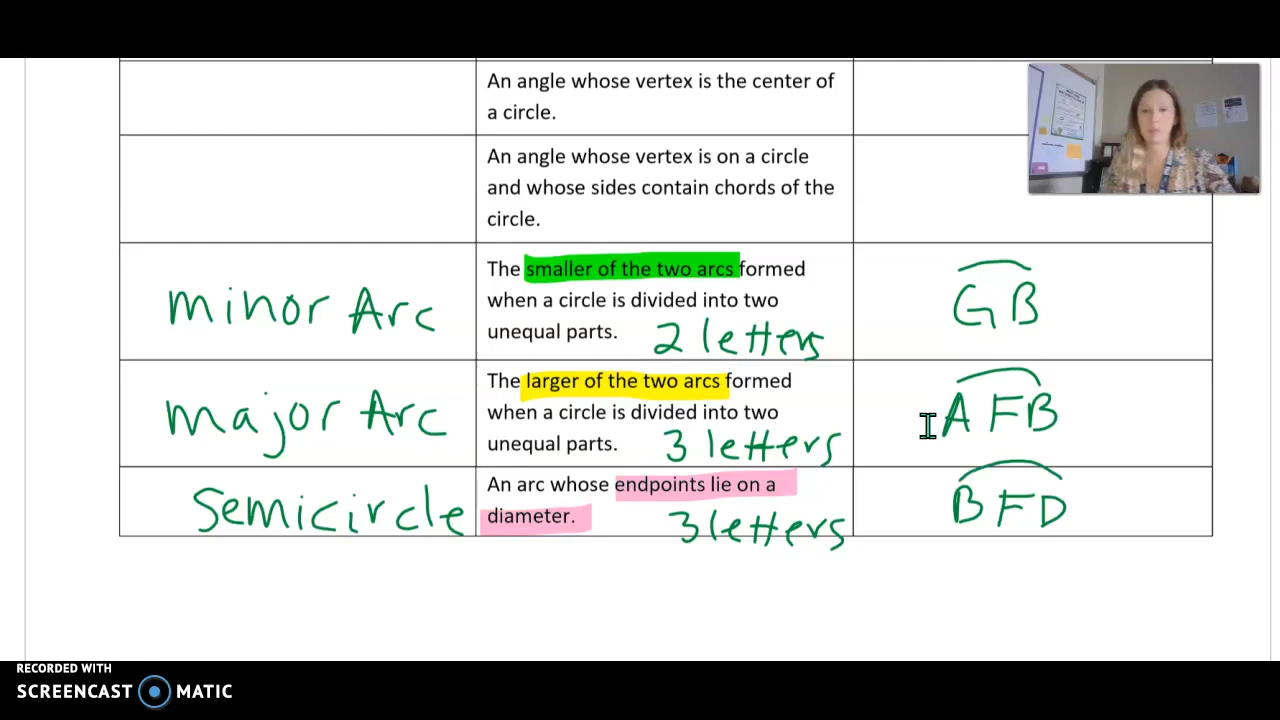 An angle whose vertex is the center of
a circle.
An angle whose vertex is on a circle
and whose sides contain chords of the
circle.
minor Arc
The smaller of the two arcs formed
when a circle is divided into two
unequal parts. 2 letters
GB
major Arc
The larger of the two arcs formed
when a circle is divided into two
unequal parts. 3 letters
AFB
Semicircle
An arc whose endpoints lie on a
diameter. 3 letters
BFD
RECORDED WITH
SCREENCAST MATIC